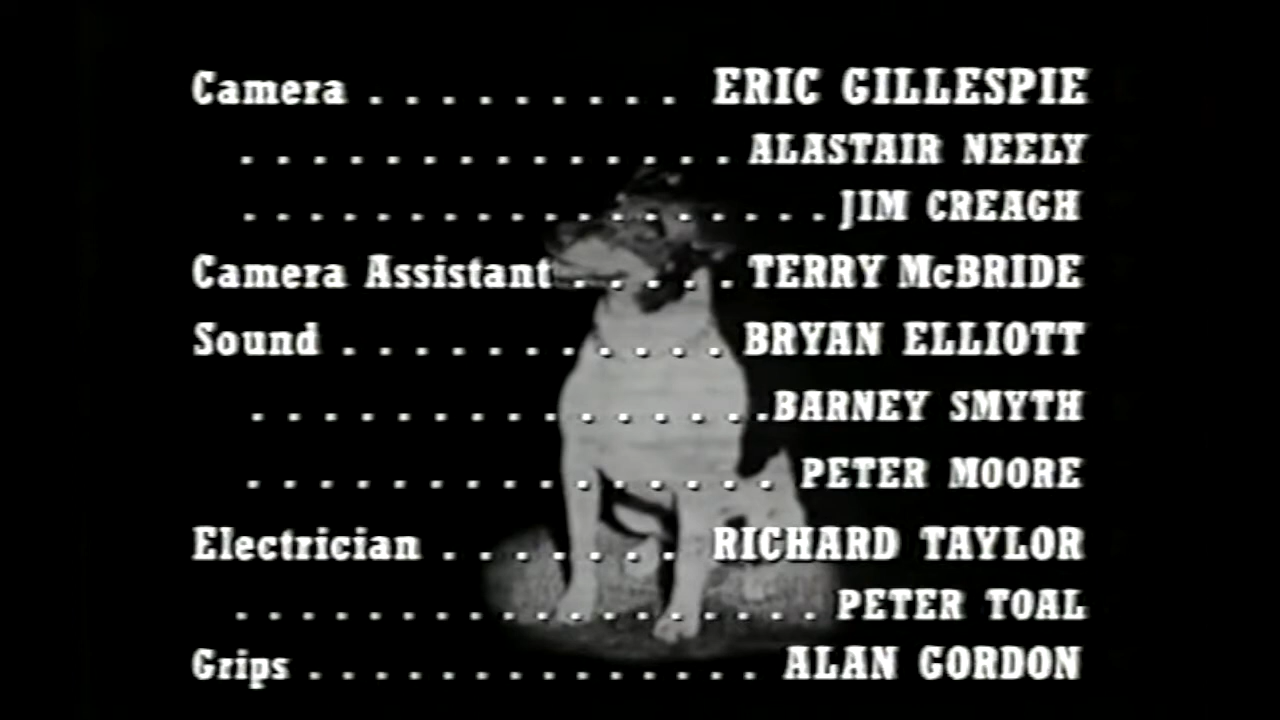 Camera . . . . . . . . . ERIC GILLESPIE
. . . . . . . . . . . . . . ALASTAIR NEELY
. . . . . . . . . . . . . . . . JIM CREAGH
Camera Assistant . . . . . TERRY McBRIDE
Sound . . . . . . . . . . . BRYAN ELLIOTT
. . . . . . . . . . . . . . . BARNEY SMYTH
. . . . . . . . . . . . . . . PETER MOORE
Electrician . . . . . . . RICHARD TAYLOR
. . . . . . . . . . . . . . . . PETER TOAL
Grips . . . . . . . . . . . . . ALAN GORDON